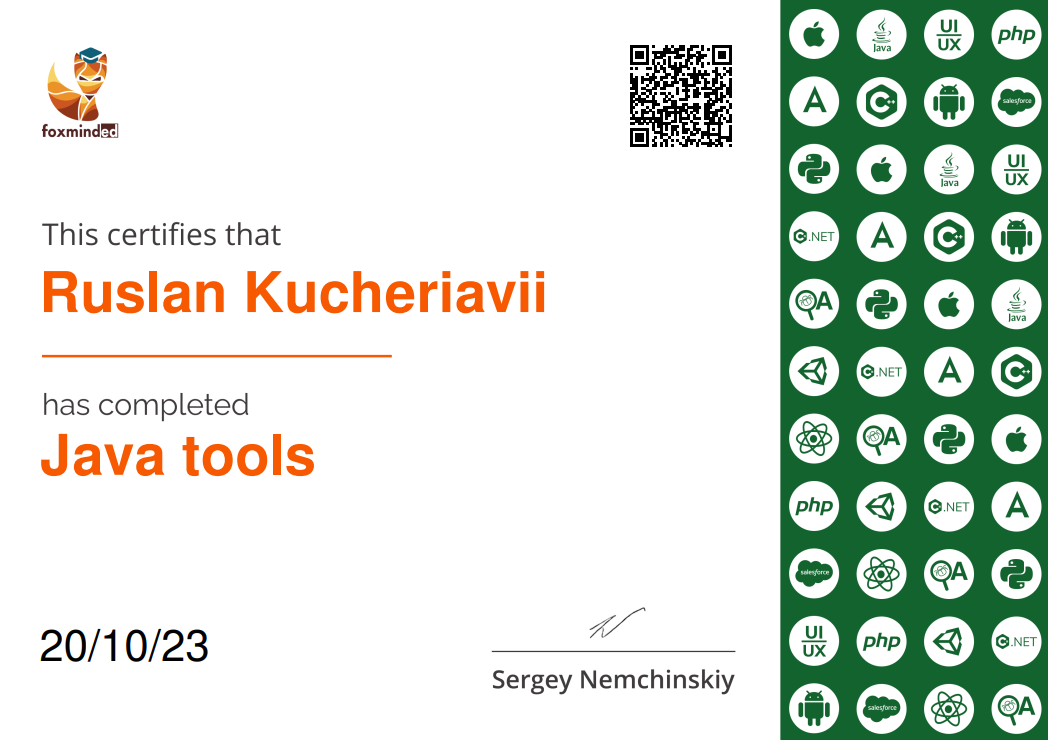 foxminded
This certifies that
Ruslan Kucheriavii
has completed
Java tools
20/10/23
Sergey Nemchinskiy
Java UI UX php
A C++ salesforce
Java UI UX
C .NET A C++
QA Java
C .NET A C++
QA
php C .NET A
salesforce QA
UI UX php C .NET
salesforce QA